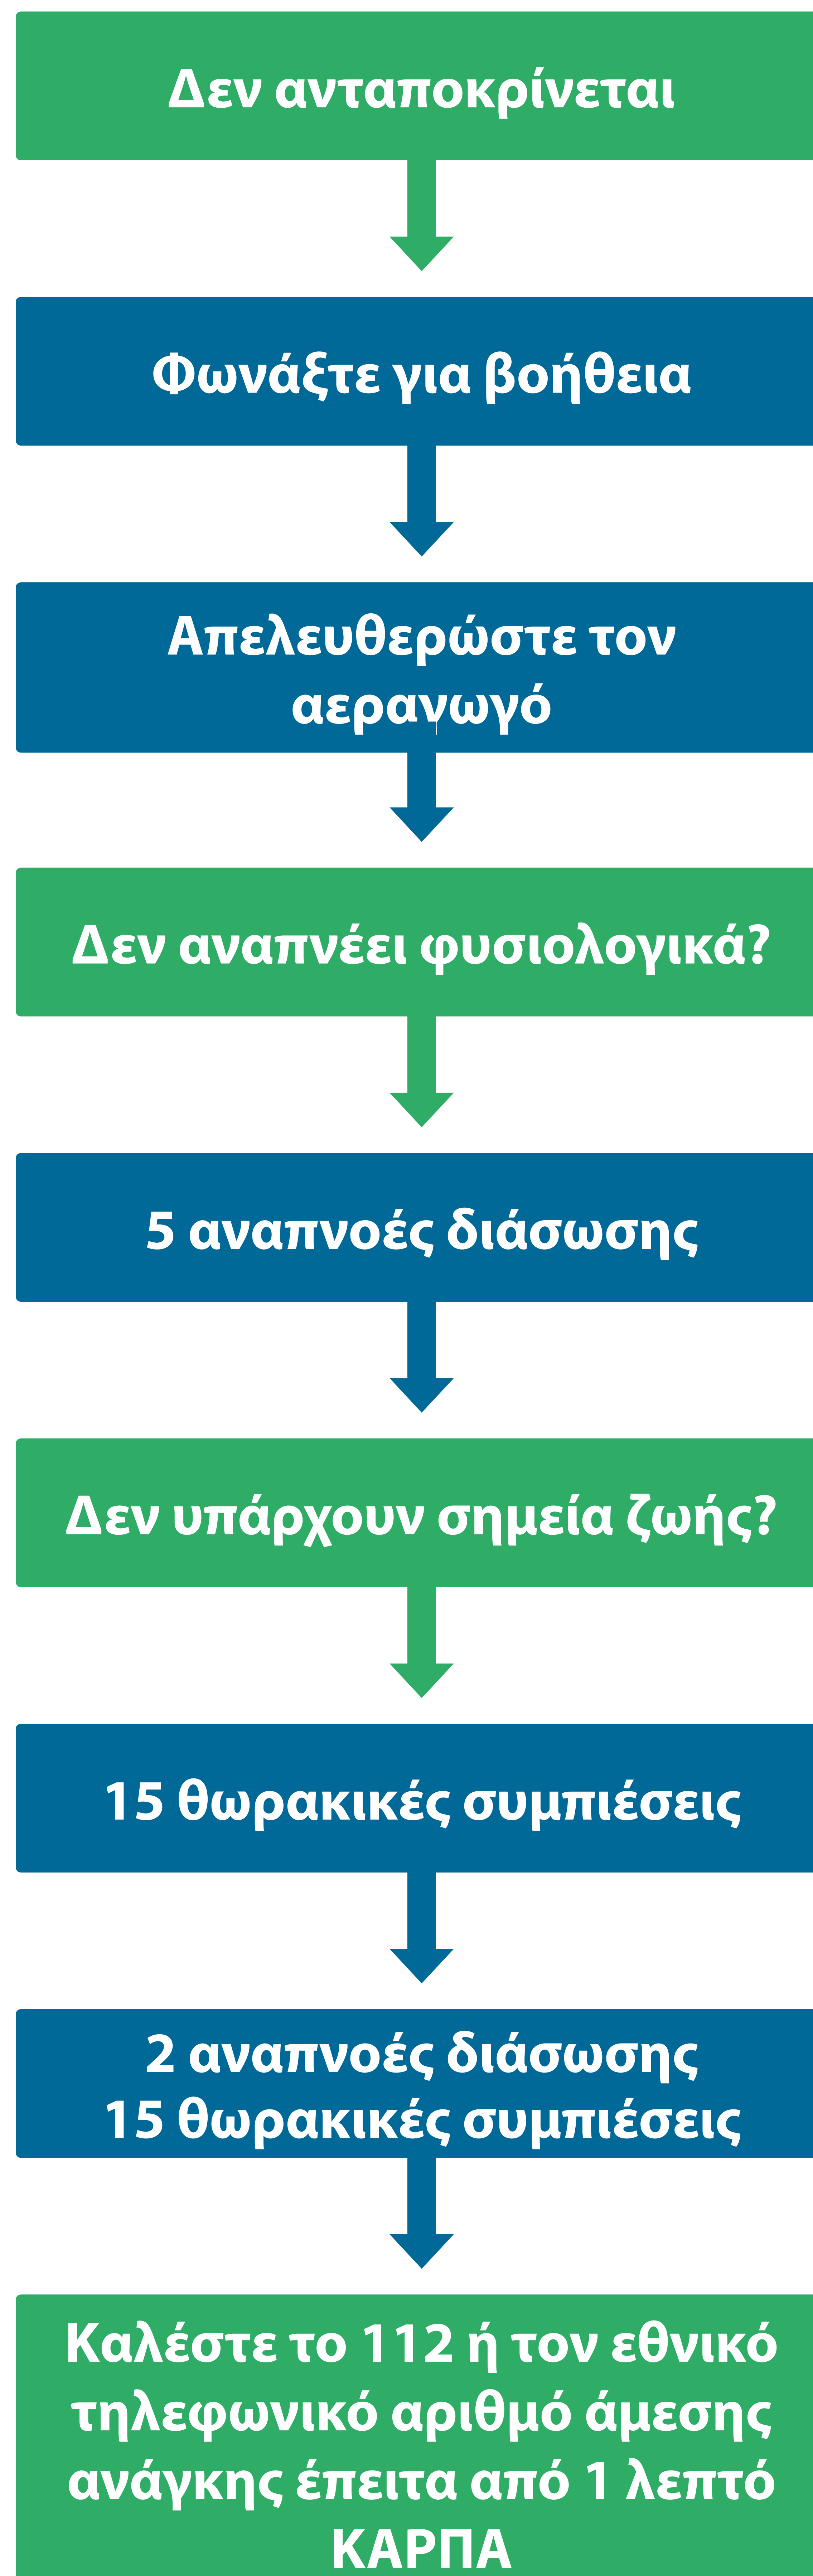 Δεν ανταποκρίνεται
Φωνάξτε για βοήθεια
Απελευθερώστε τον
αεραγωγό
Δεν αναπνέει φυσιολογικά?
5 αναπνοές διάσωσης
Δεν υπάρχουν σημεία ζωής?
15 θωρακικές συμπιέσεις
2 αναπνοές διάσωσης
15 θωρακικές συμπιέσεις
Καλέστε το 112 ή τον εθνικό
τηλεφωνικό αριθμό άμεσης
ανάγκης έπειτα από 1 λεπτό
ΚΑΡΠΑ